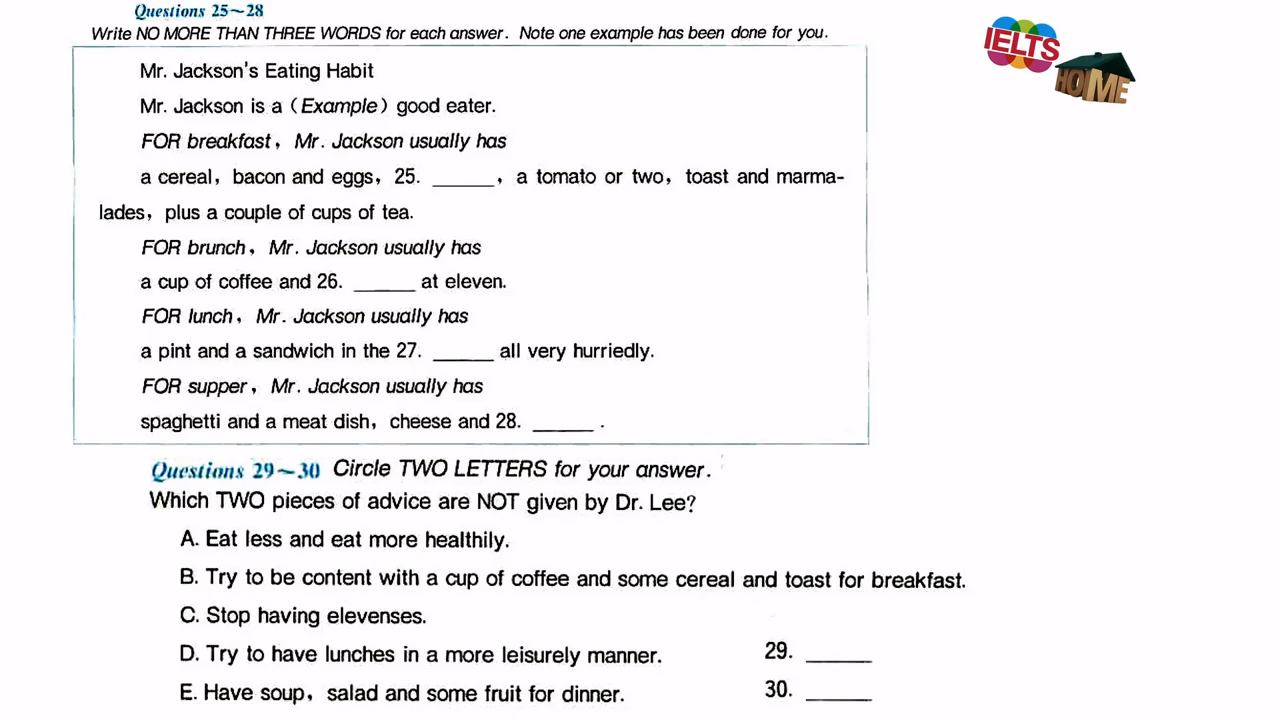 Questions 25~28
Write NO MORE THAN THREE WORDS for each answer. Note one example has been done for you.
IELTS
HOME
Mr. Jackson's Eating Habit
Mr. Jackson is a (Example) good eater.
FOR breakfast, Mr. Jackson usually has
a cereal, bacon and eggs, 25. ______, a tomato or two, toast and marma-
lades, plus a couple of cups of tea.
FOR brunch, Mr. Jackson usually has
a cup of coffee and 26. ______ at eleven.
FOR lunch, Mr. Jackson usually has
a pint and a sandwich in the 27. ______ all very hurriedly.
FOR supper, Mr. Jackson usually has
spaghetti and a meat dish, cheese and 28. ______ .
Questions 29~30 Circle TWO LETTERS for your answer.
Which TWO pieces of advice are NOT given by Dr. Lee?
A. Eat less and eat more healthily.
B. Try to be content with a cup of coffee and some cereal and toast for breakfast.
C. Stop having elevenses.
D. Try to have lunches in a more leisurely manner. 29. ______
E. Have soup, salad and some fruit for dinner. 30. ______